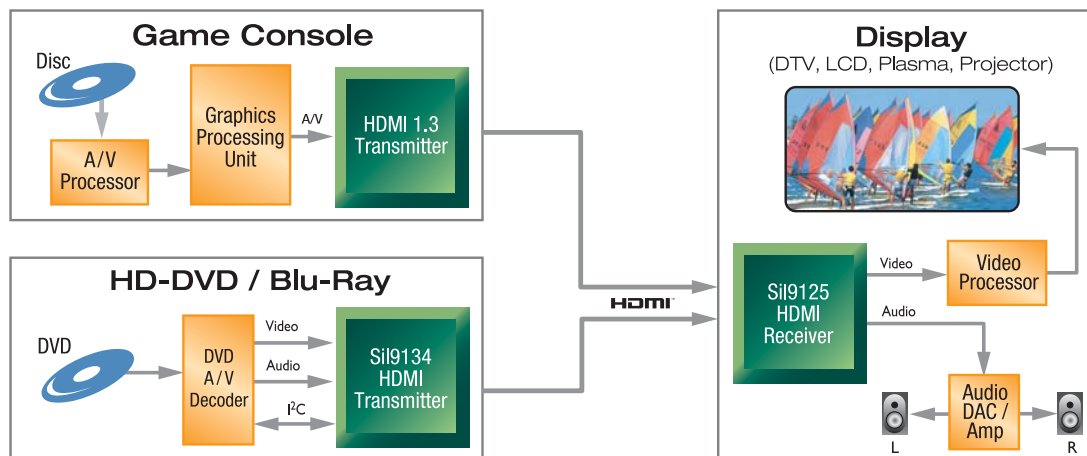 Game Console
Disc
A/V
Processor
Graphics
Processing
Unit
A/V
HDMI 1.3
Transmitter
HD-DVD / Blu-Ray
DVD
DVD
A/V
Decoder
Video
Audio
I²C
SiI9134
HDMI
Transmitter
HDMI™
Display
(DTV, LCD, Plasma, Projector)
SiI9125
HDMI
Receiver
Video
Video
Processor
Audio
Audio
DAC /
Amp
L
R